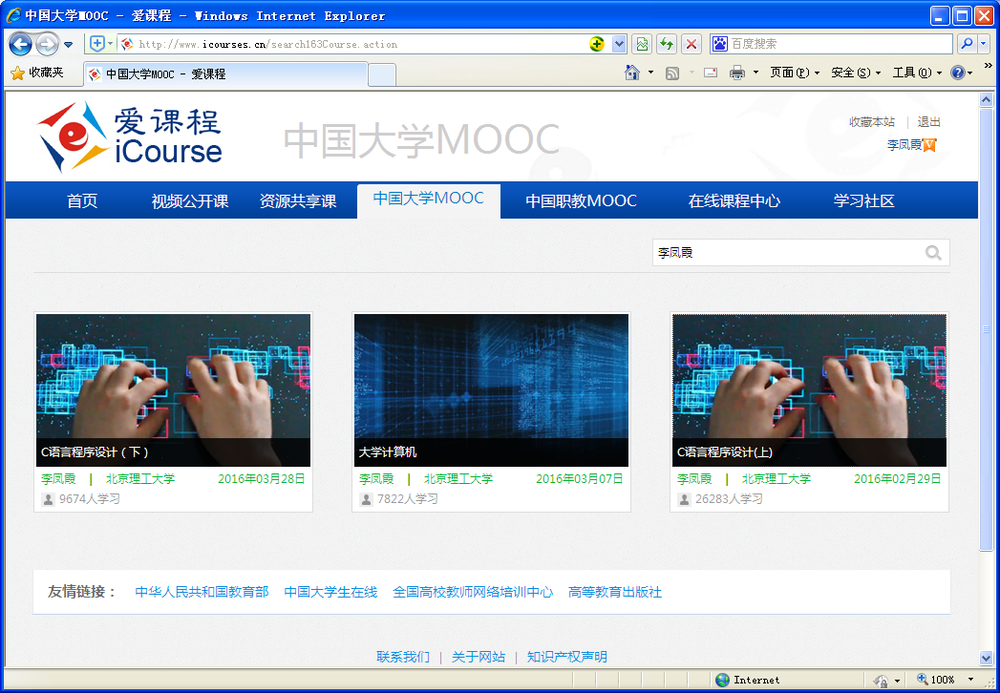 中国大学MOOC - 爱课程 - Windows Internet Explorer
http://www.icourses.cn/search163Course.action
百度搜索
收藏夹
中国大学MOOC - 爱课程
页面(P) 安全(S) 工具(O)
爱课程
iCourse
中国大学MOOC
收藏本站 | 退出
李凤霞V
首页 视频公开课 资源共享课 中国大学MOOC 中国职教MOOC 在线课程中心 学习社区
李凤霞
C语言程序设计（下）
李凤霞 | 北京理工大学 2016年03月28日
9674人学习
大学计算机
李凤霞 | 北京理工大学 2016年03月07日
7822人学习
C语言程序设计(上)
李凤霞 | 北京理工大学 2016年02月29日
26283人学习
友情链接： 中华人民共和国教育部 中国大学生在线 全国高校教师网络培训中心 高等教育出版社
联系我们 | 关于网站 | 知识产权声明
Internet 100%